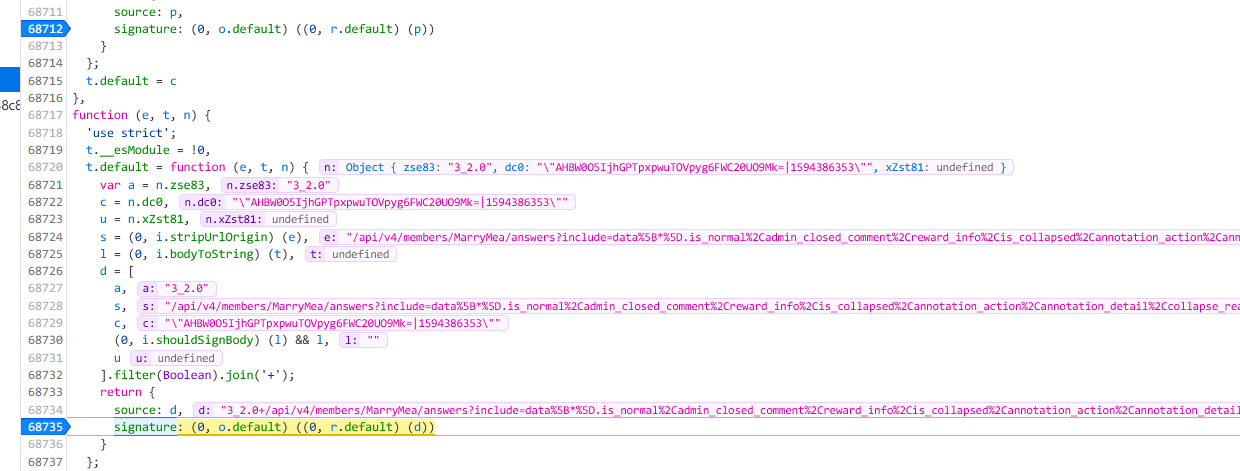 68711 source: p,
68712 signature: (0, o.default) ((0, r.default) (p))
68713 }
68714 };
68715 t.default = c
68716 },
68717 function (e, t, n) {
68718 'use strict';
68719 t.__esModule = !0,
68720 t.default = function (e, t, n) { n: Object { zse83: "3_2.0", dc0: "\"AHBW0O5IjhGPTpxpwuTOVpyg6FWC20UO9Mk=|1594386353\"", xZst81: undefined }
68721 var a = n.zse83, n.zse83: "3_2.0"
68722 c = n.dc0, n.dc0: "\"AHBW0O5IjhGPTpxpwuTOVpyg6FWC20UO9Mk=|1594386353\""
68723 u = n.xZst81, n.xZst81: undefined
68724 s = (0, i.stripUrlOrigin) (e), e: "/api/v4/members/MarryMea/answers?include=data%5B*%5D.is_normal%2Cadmin_closed_comment%2Creward_info%2Cis_collapsed%2Cannotation_action%2Cann
68725 l = (0, i.bodyToString) (t), t: undefined
68726 d = [
68727 a, a: "3_2.0"
68728 s, s: "/api/v4/members/MarryMea/answers?include=data%5B*%5D.is_normal%2Cadmin_closed_comment%2Creward_info%2Cis_collapsed%2Cannotation_action%2Cannotation_detail%2Ccollapse_rea
68729 c, c: "\"AHBW0O5IjhGPTpxpwuTOVpyg6FWC20UO9Mk=|1594386353\""
68730 (0, i.shouldSignBody) (l) && l, l: ""
68731 u u: undefined
68732 ].filter(Boolean).join('+');
68733 return {
68734 source: d, d: "3_2.0+/api/v4/members/MarryMea/answers?include=data%5B*%5D.is_normal%2Cadmin_closed_comment%2Creward_info%2Cis_collapsed%2Cannotation_action%2Cannotation_detail
68735 signature: (0, o.default) ((0, r.default) (d))
68736 }
68737 };